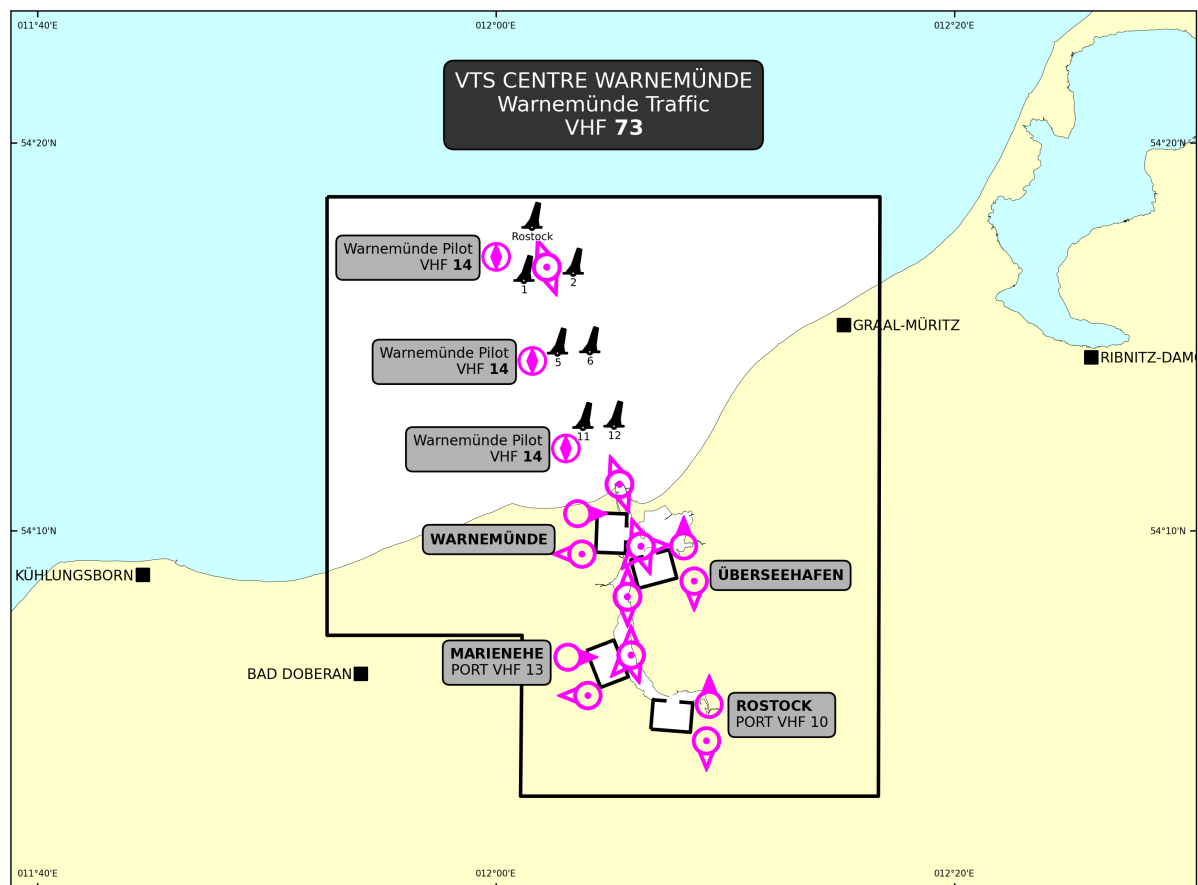 011°40'E
012°00'E
012°20'E
VTS CENTRE WARNEMÜNDE
Warnemünde Traffic
VHF 73
54°20'N
54°20'N
Rostock
Warnemünde Pilot
VHF 14
1
2
GRAAL-MÜRITZ
Warnemünde Pilot
VHF 14
5
6
RIBNITZ-DAM
Warnemünde Pilot
VHF 14
11
12
54°10'N
54°10'N
WARNEMÜNDE
KÜHLUNGSBORN
ÜBERSEEHAFEN
MARIENEHE
PORT VHF 13
BAD DOBERAN
ROSTOCK
PORT VHF 10
011°40'E
012°00'E
012°20'E